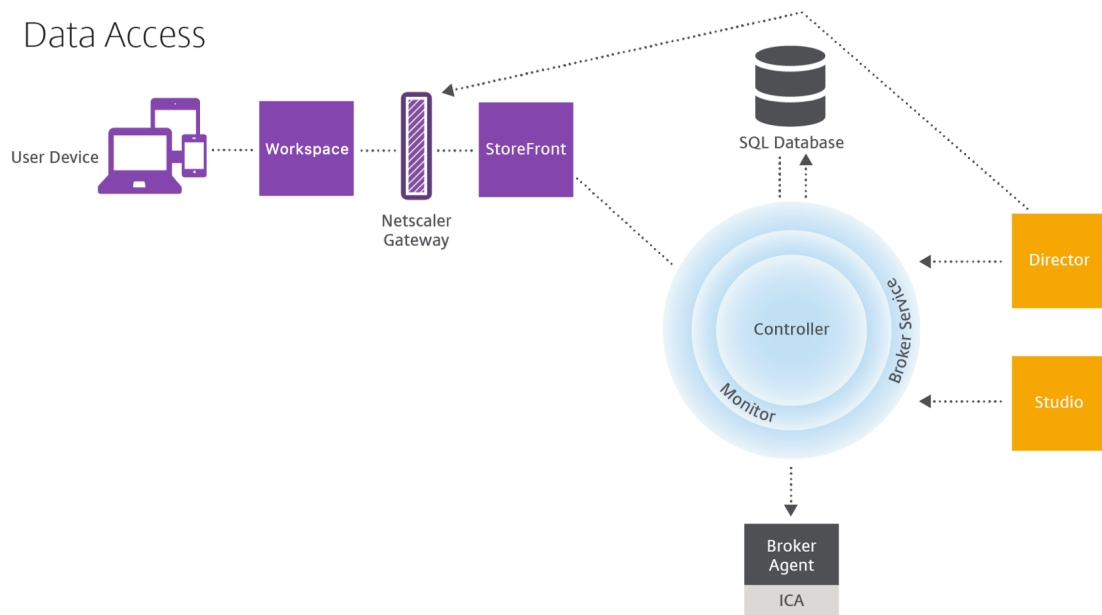 Data Access
User Device
Workspace
Netscaler
Gateway
StoreFront
SQL Database
Controller
Monitor
Broker Service
Director
Studio
Broker
Agent
ICA